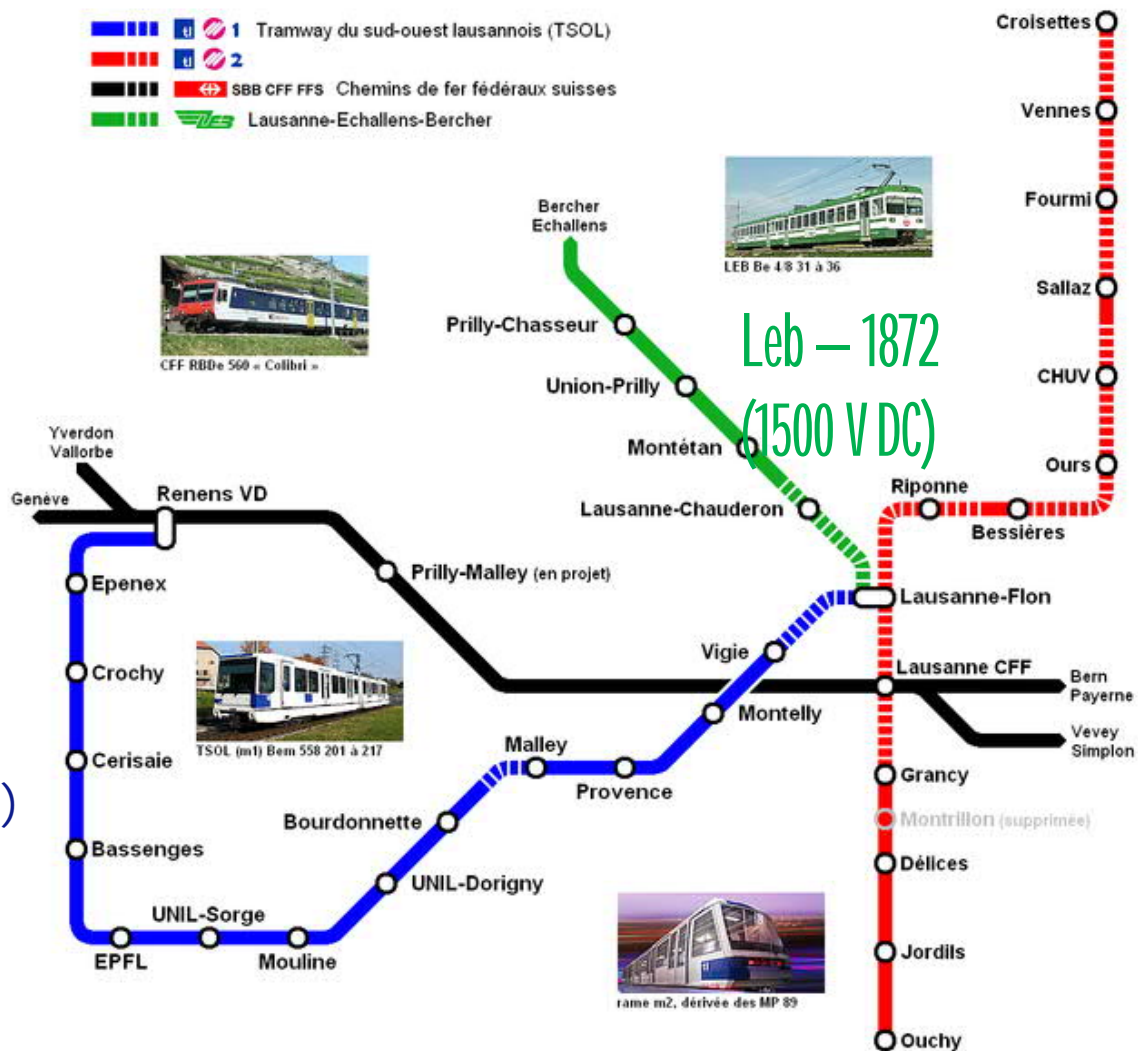 tl 1 Tramway du sud-ouest lausannois (TSOL)
tl 2
SBB CFF FFS Chemins de fer fédéraux suisses
LEB Lausanne-Echallens-Bercher
Croisettes
Vennes
Fourmi
Sallaz
CHUV
Ours
Riponne
Bessières
LEB Be 4/8 31 à 36
Leb – 1872
(1500 V DC)
Bercher
Echallens
Prilly-Chasseur
Union-Prilly
Montétan
Lausanne-Chauderon
Lausanne-Flon
CFF RBDe 560 « Colibri »
Yverdon
Vallorbe
Genève
Renens VD
Prilly-Malley (en projet)
Epenex
Crochy
Cerisaie
)
Bassenges
EPFL
UNIL-Sorge
Mouline
UNIL-Dorigny
Bourdonnette
Malley
Provence
Montelly
Vigie
TSOL (m1) Bem 558 201 à 217
Lausanne CFF
Bern
Payerne
Vevey
Simplon
Grancy
Montrillon (supprimée)
Délices
Jordils
Ouchy
rame m2, dérivée des MP 89